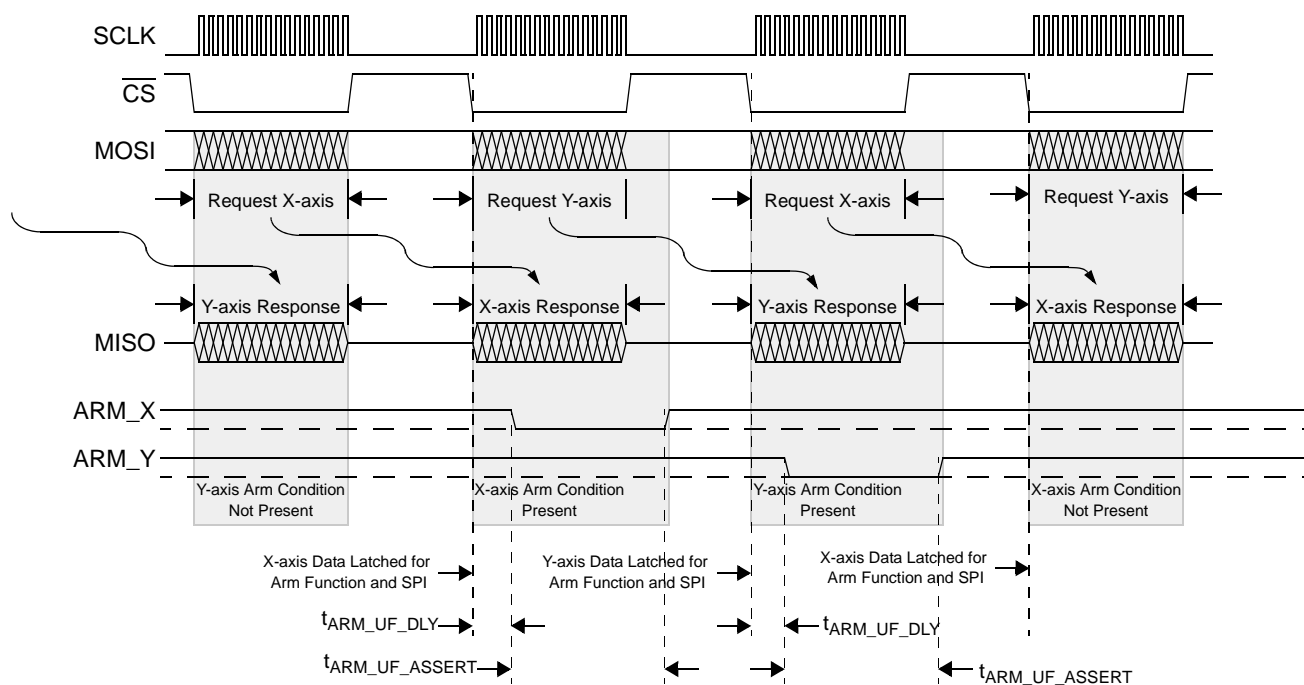 SCLK
CS
MOSI
Request X-axis
Request Y-axis
Request X-axis
Request Y-axis
Y-axis Response
X-axis Response
Y-axis Response
X-axis Response
MISO
ARM_X
ARM_Y
Y-axis Arm Condition
Not Present
X-axis Arm Condition
Present
Y-axis Arm Condition
Present
X-axis Arm Condition
Not Present
X-axis Data Latched for
Arm Function and SPI
Y-axis Data Latched for
Arm Function and SPI
X-axis Data Latched for
Arm Function and SPI
tARM_UF_DLY
tARM_UF_DLY
tARM_UF_ASSERT
tARM_UF_ASSERT